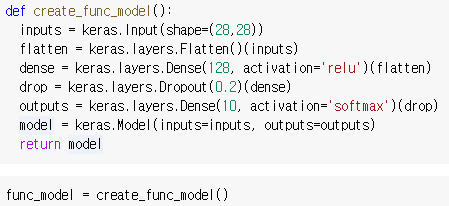 def create_func_model():
  inputs = keras.Input(shape=(28,28))
  flatten = keras.layers.Flatten()(inputs)
  dense = keras.layers.Dense(128, activation='relu')(flatten)
  drop = keras.layers.Dropout(0.2)(dense)
  outputs = keras.layers.Dense(10, activation='softmax')(drop)
  model = keras.Model(inputs=inputs, outputs=outputs)
  return model
func_model = create_func_model()